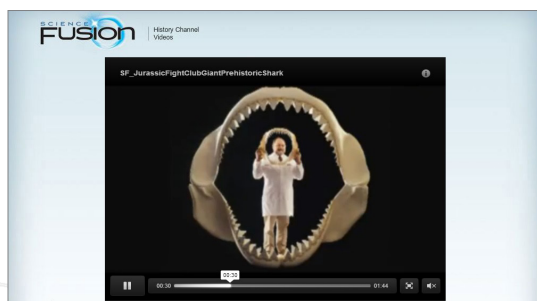 SCIENCE
FUSION
History Channel
Videos
SF_JurassicFightClubGiantPrehistoricShark
00:30
00:30
01:44